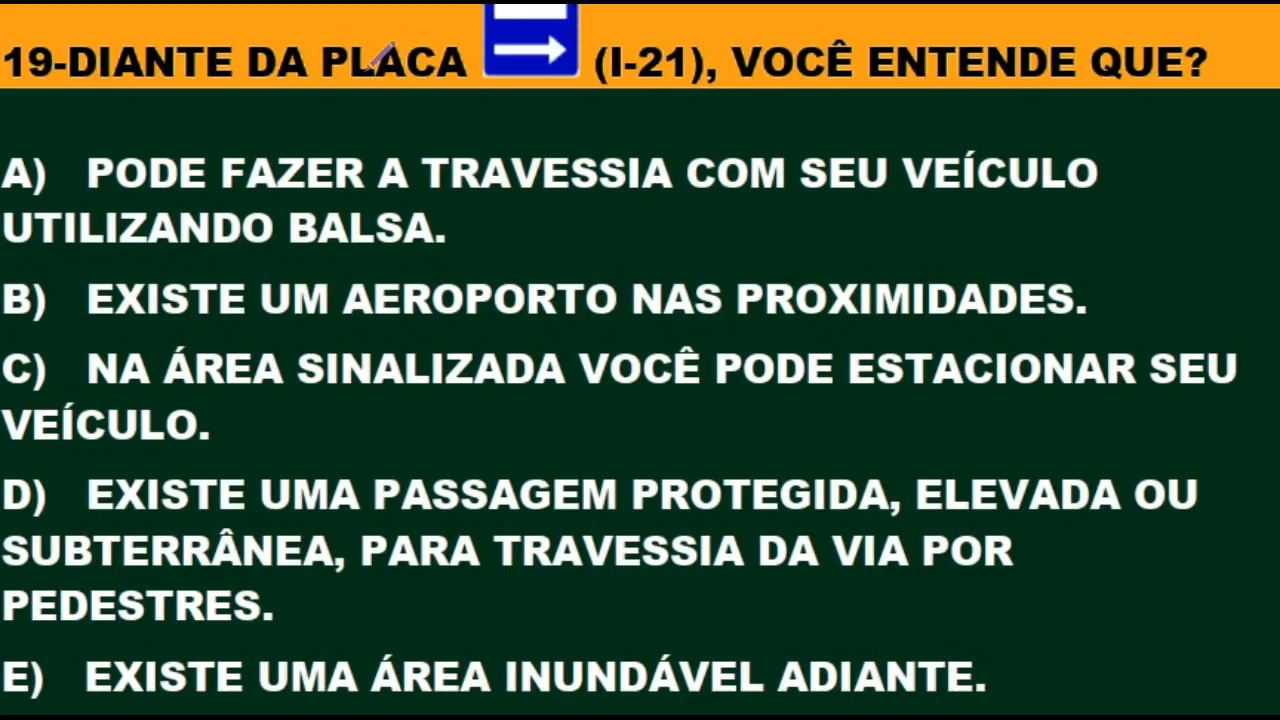 19-DIANTE DA PLACA (I-21), VOCÊ ENTENDE QUE?
A) PODE FAZER A TRAVESSIA COM SEU VEÍCULO
UTILIZANDO BALSA.
B) EXISTE UM AEROPORTO NAS PROXIMIDADES.
C) NA ÁREA SINALIZADA VOCÊ PODE ESTACIONAR SEU
VEÍCULO.
D) EXISTE UMA PASSAGEM PROTEGIDA, ELEVADA OU
SUBTERRÂNEA, PARA TRAVESSIA DA VIA POR
PEDESTRES.
E) EXISTE UMA ÁREA INUNDÁVEL ADIANTE.